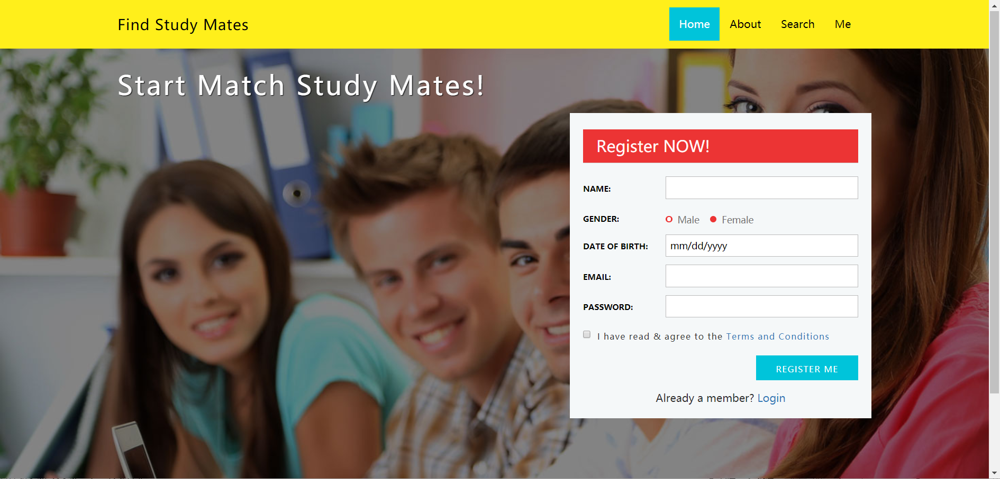 Find Study Mates
Home About Search Me
Start Match Study Mates!
Register NOW!
NAME:
GENDER: Male Female
DATE OF BIRTH: mm/dd/yyyy
EMAIL:
PASSWORD:
I have read & agree to the Terms and Conditions
REGISTER ME
Already a member? Login